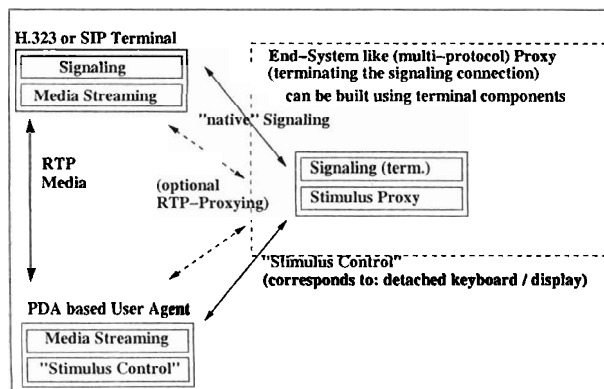 H.323 or SIP Terminal
Signaling
Media Streaming
End-System like (multi-protocol) Proxy
(terminating the signaling connection)
can be built using terminal components
"native" Signaling
RTP
Media
(optional
RTP-Proxying)
Signaling (term.)
Stimulus Proxy
"Stimulus Control"
(corresponds to: detached keyboard / display)
PDA based User Agent
Media Streaming
"Stimulus Control"